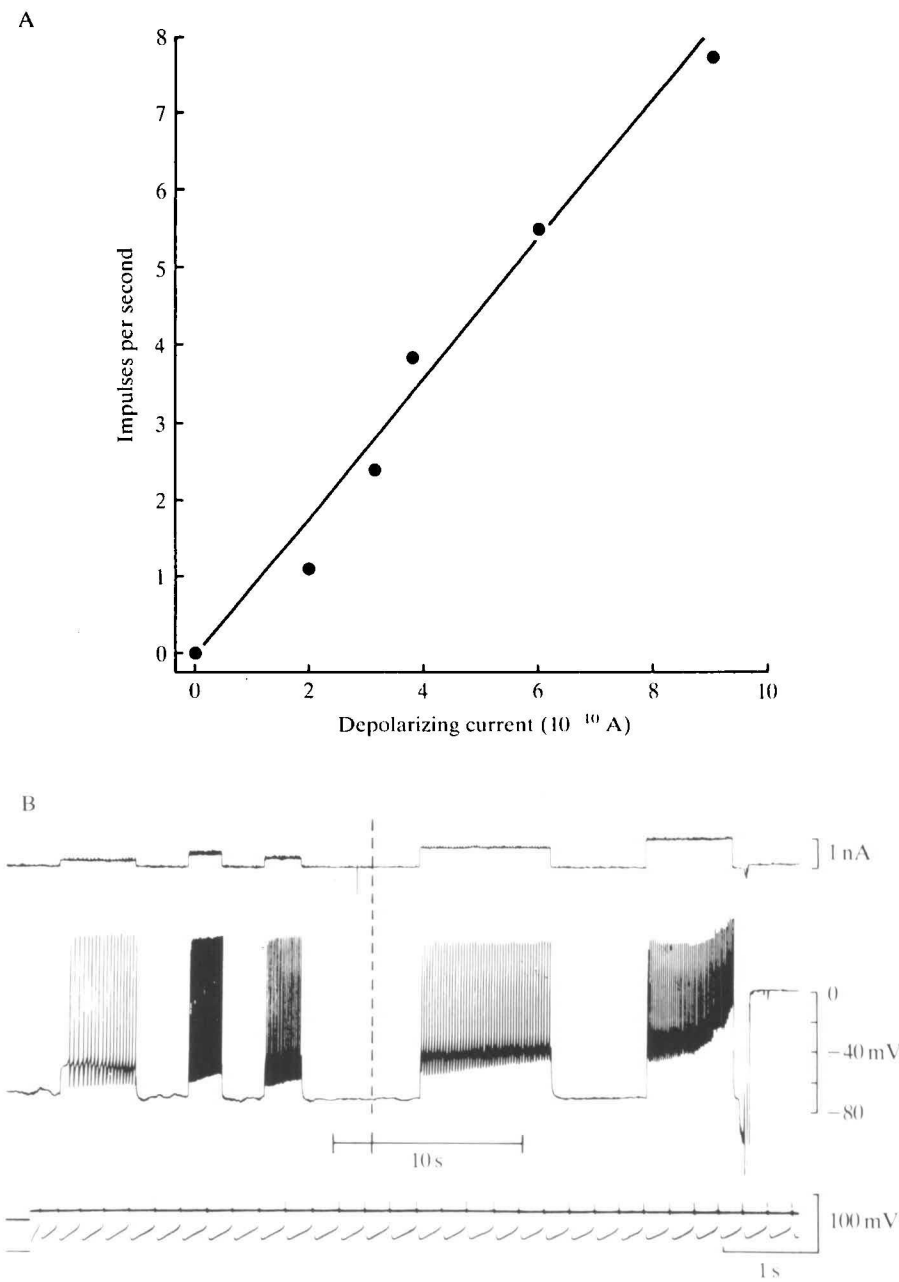 A
8
7
6
5
4
3
2
1
0
Impulses per second
0 2 4 6 8 10
Depolarizing current (10⁻¹⁰ A)
B
1 nA
0
−40 mV
−80
10 s
100 mV
1 s